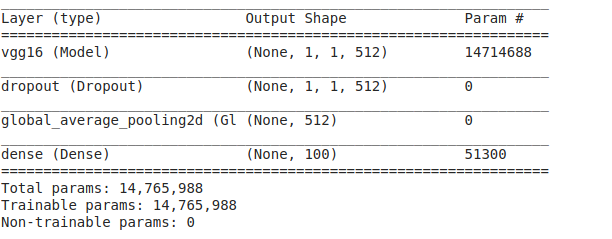 _________________________________________________________________
Layer (type)                 Output Shape              Param #
=================================================================
vgg16 (Model)                (None, 1, 1, 512)         14714688
_________________________________________________________________
dropout (Dropout)            (None, 1, 1, 512)         0
_________________________________________________________________
global_average_pooling2d (Gl (None, 512)               0
_________________________________________________________________
dense (Dense)                (None, 100)               51300
=================================================================
Total params: 14,765,988
Trainable params: 14,765,988
Non-trainable params: 0